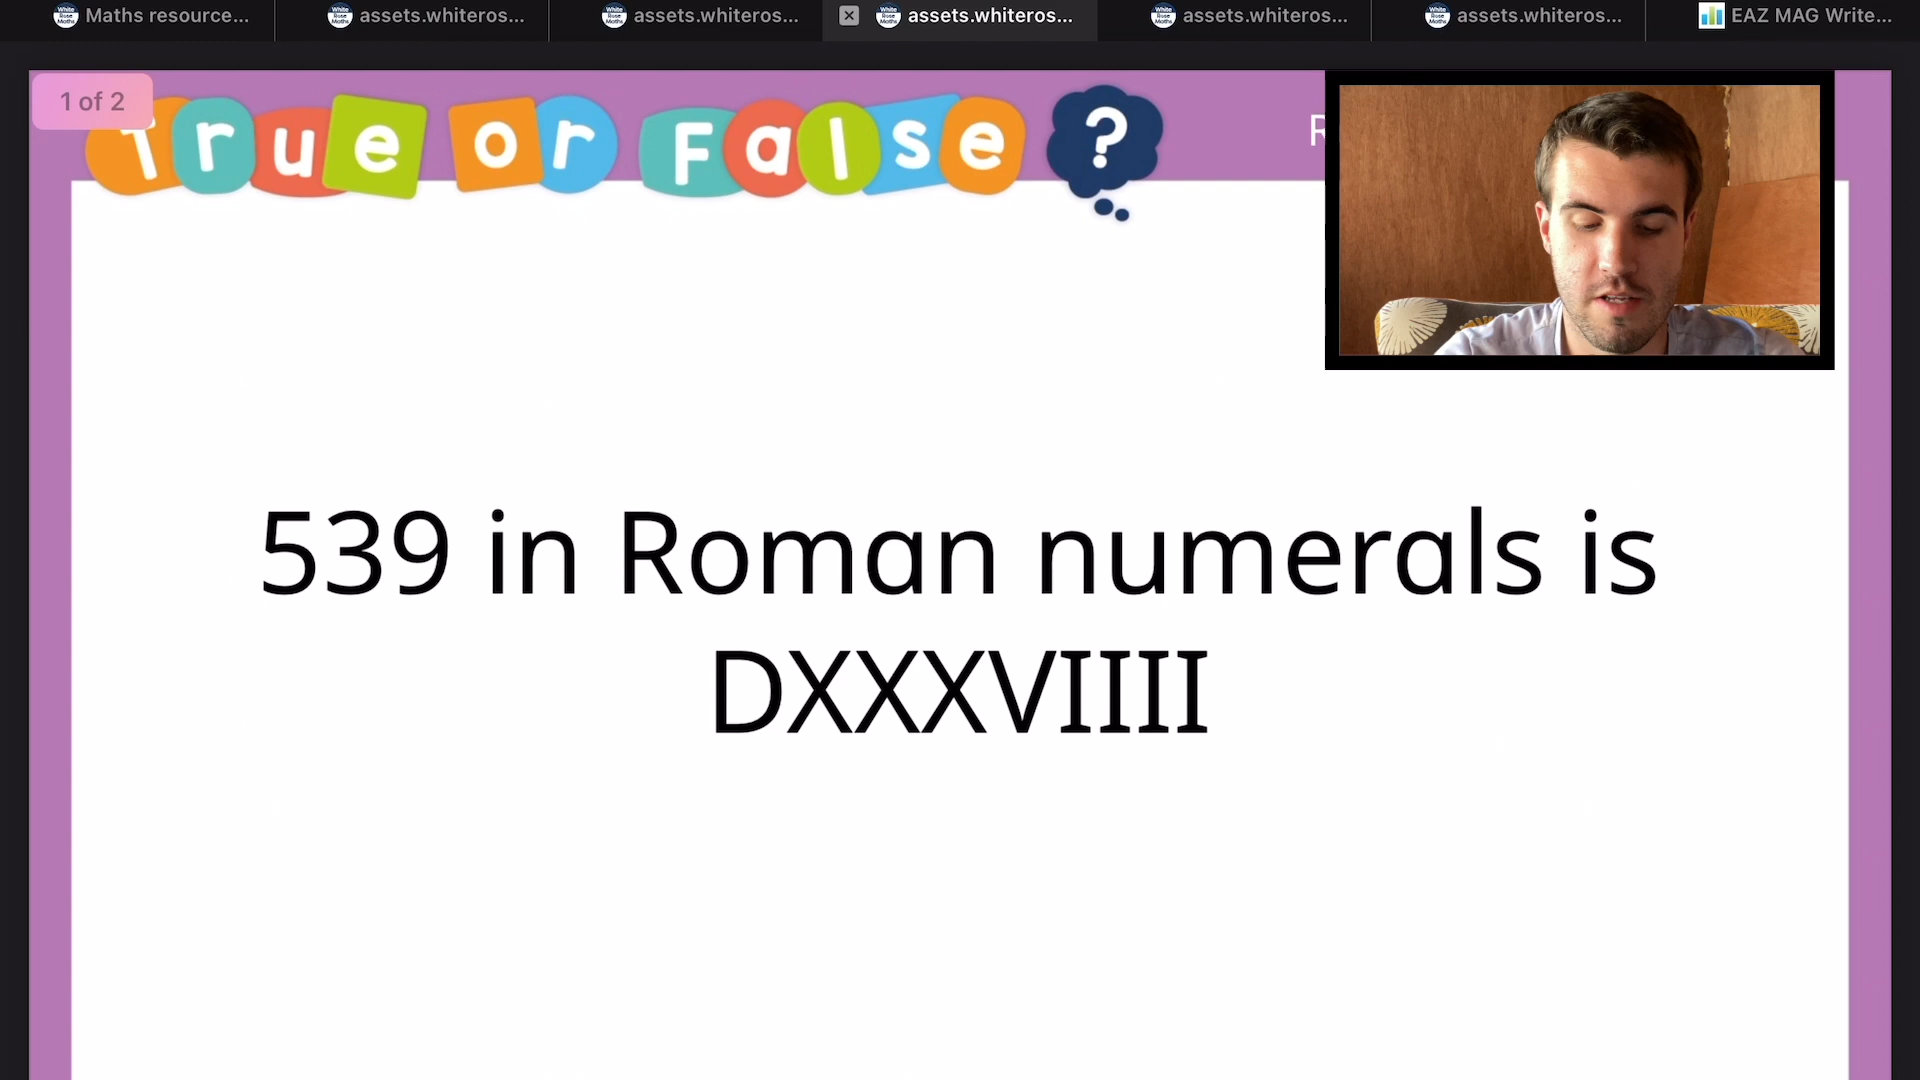 Maths resource... assets.whiteros... assets.whiteros... assets.whiteros... assets.whiteros... assets.whiteros... EAZ MAG Write...
1 of 2
True or False ? R
539 in Roman numerals is
DXXXVIIII